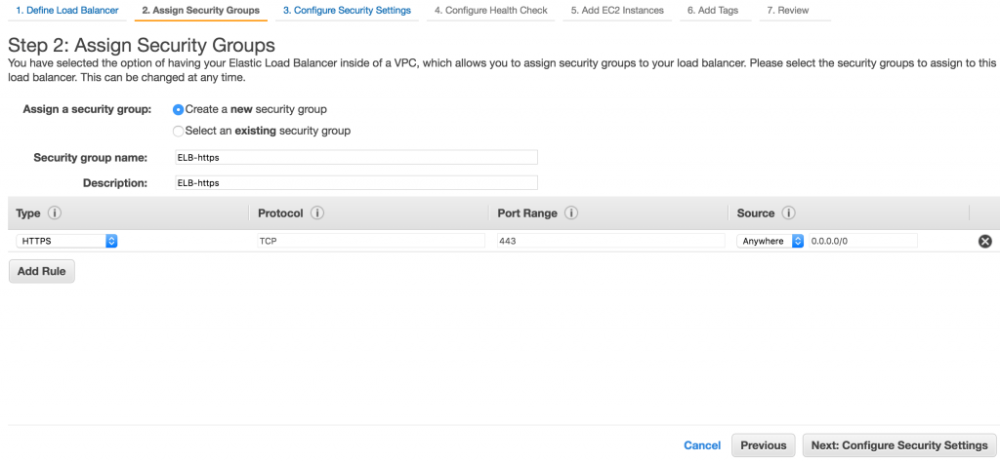 1. Define Load Balancer 2. Assign Security Groups 3. Configure Security Settings 4. Configure Health Check 5. Add EC2 Instances 6. Add Tags 7. Review
Step 2: Assign Security Groups
You have selected the option of having your Elastic Load Balancer inside of a VPC, which allows you to assign security groups to your load balancer. Please select the security groups to assign to this
load balancer. This can be changed at any time.
Assign a security group: Create a new security group
Select an existing security group
Security group name: ELB-https
Description: ELB-https
Type i Protocol i Port Range i Source i
HTTPS TCP 443 Anywhere 0.0.0.0/0
Add Rule
Cancel Previous Next: Configure Security Settings